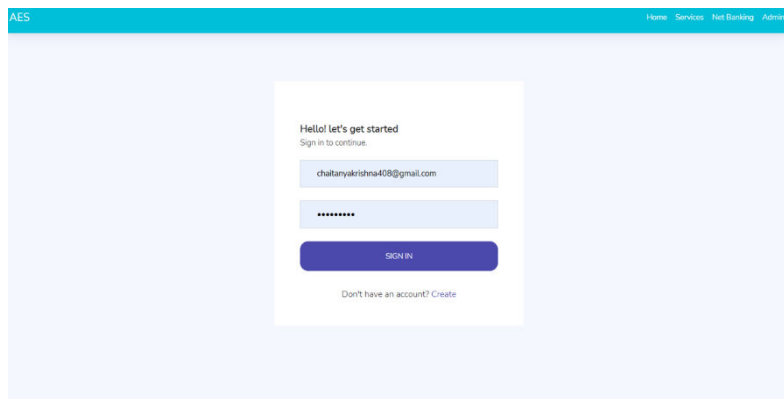 AES
Home Services Net Banking Admin
Hello! let's get started
Sign in to continue.
chaitanyakrishna408@gmail.com
•••••••••
SIGN IN
Don't have an account? Create